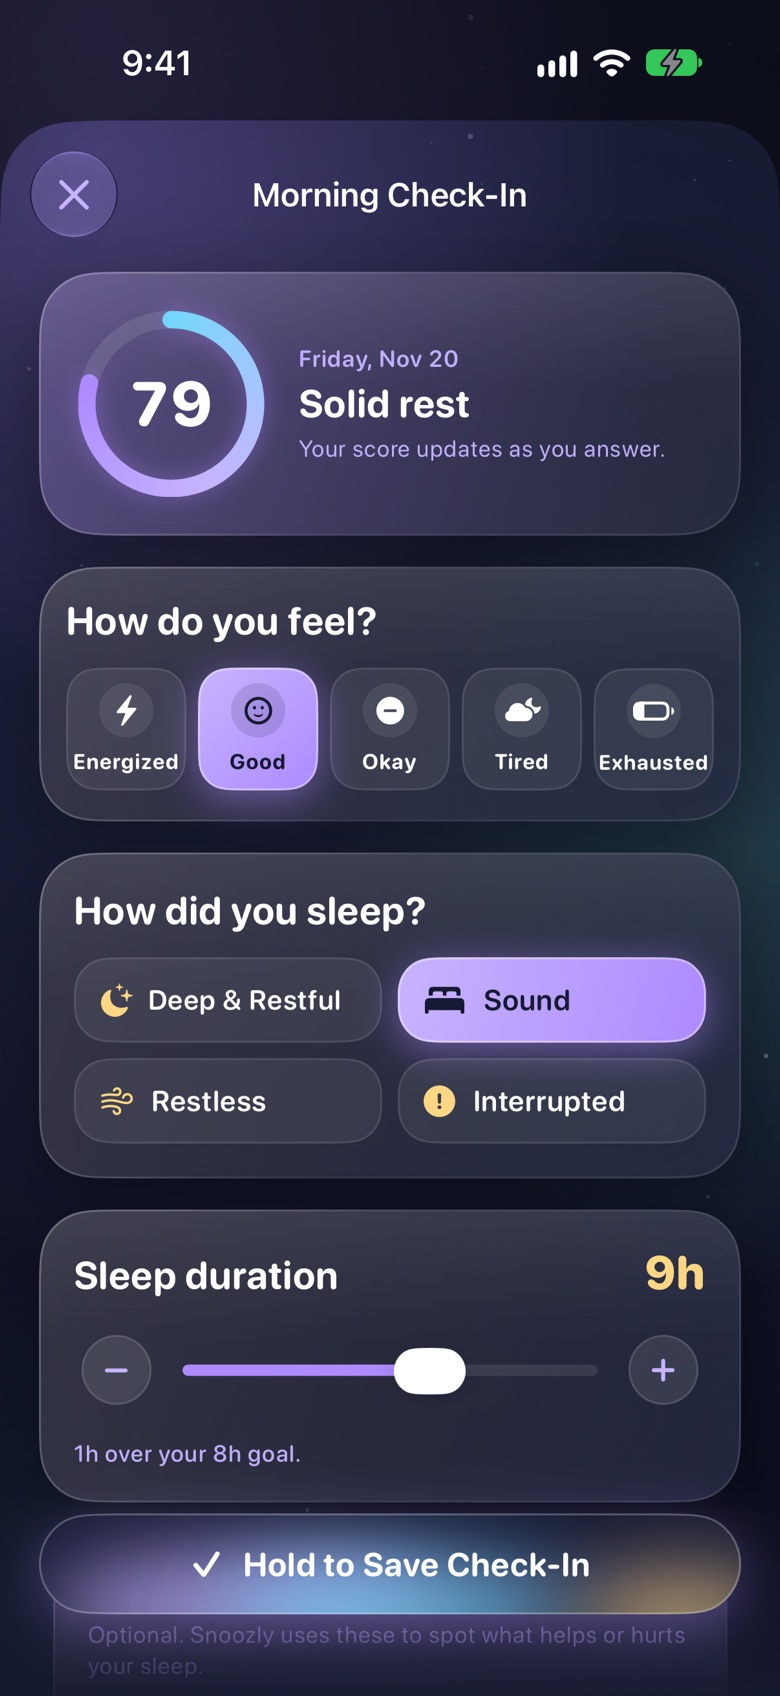 9:41
Morning Check-In
79
Friday, Nov 20
Solid rest
Your score updates as you answer.
How do you feel?
Energized
Good
Okay
Tired
Exhausted
How did you sleep?
Deep & Restful
Sound
Restless
Interrupted
Sleep duration
9h
1h over your 8h goal.
Hold to Save Check-In
Optional. Snoozly uses these to spot what helps or hurts
your sleep.